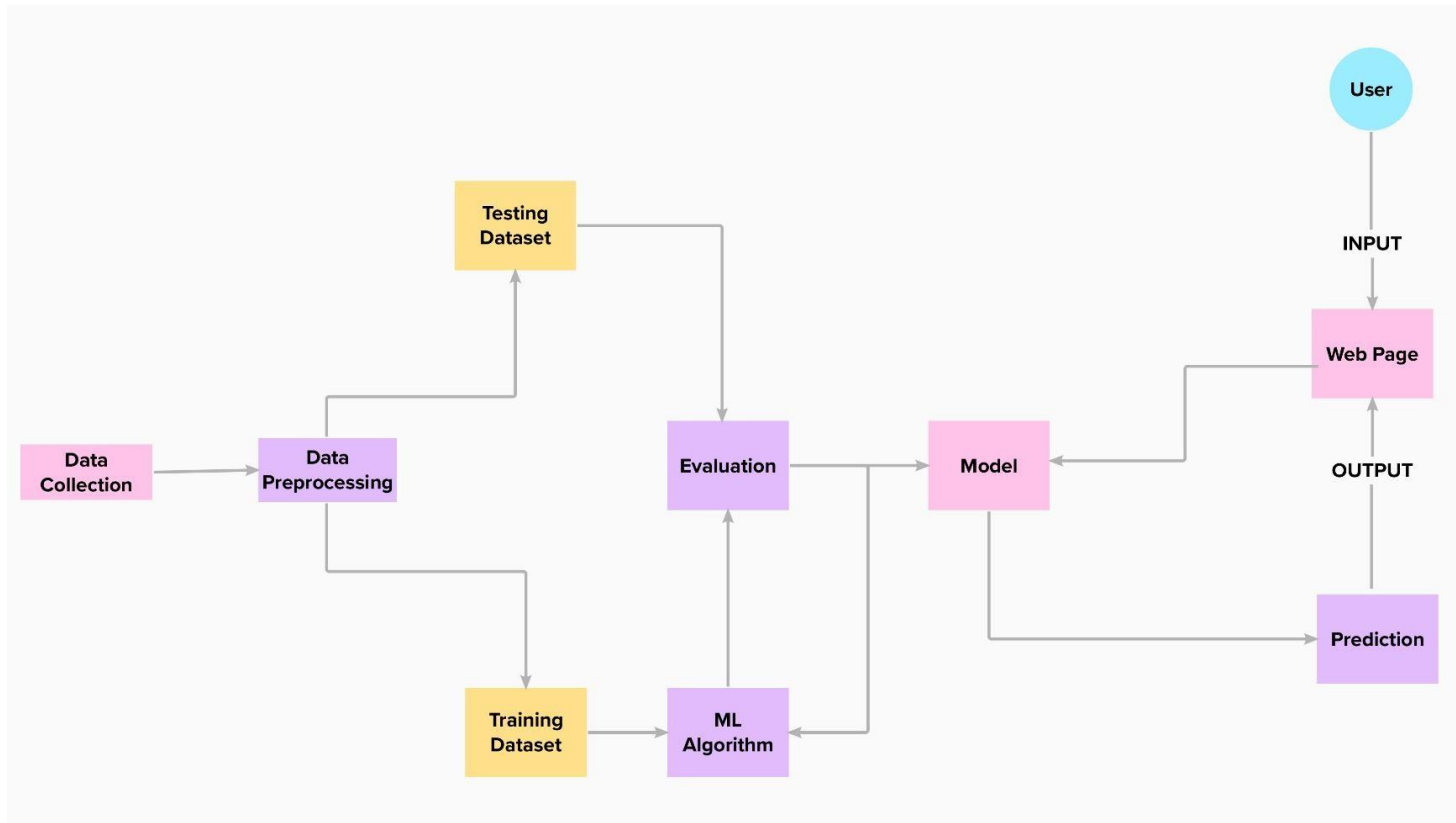 User
Testing
Dataset
INPUT
Web Page
Data
Collection
Data
Preprocessing
Evaluation
Model
OUTPUT
Prediction
Training
Dataset
ML
Algorithm